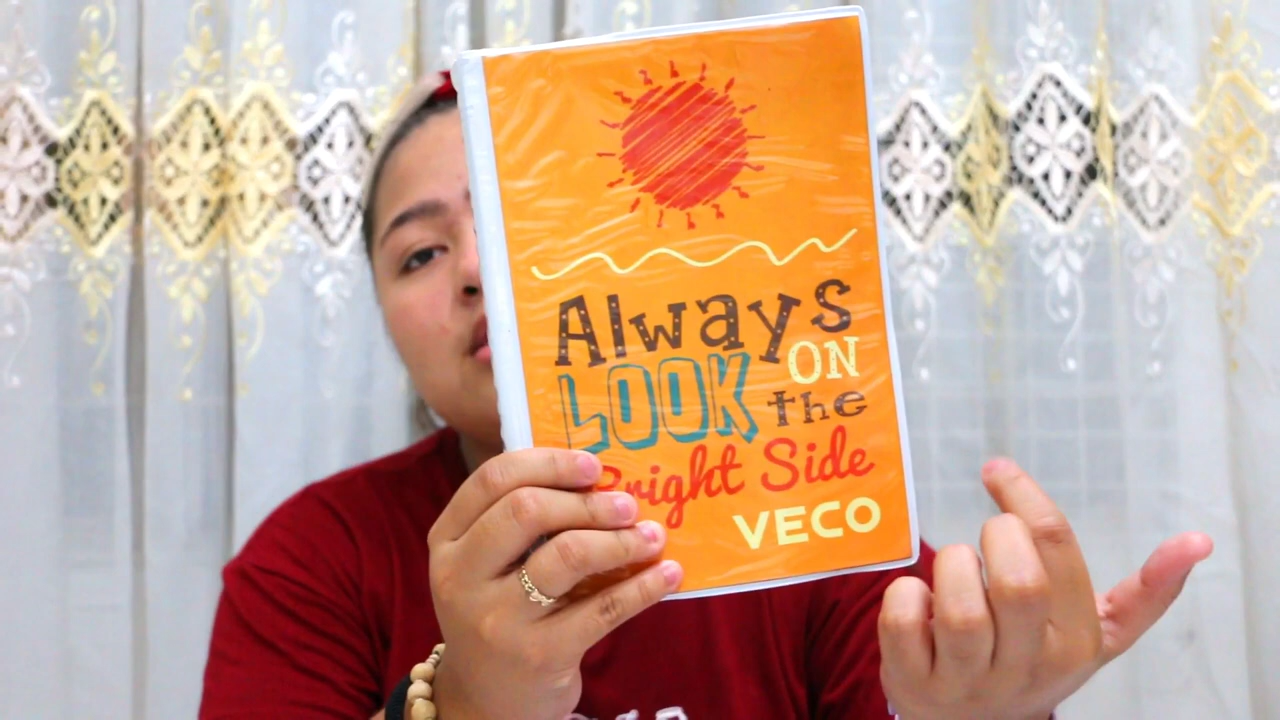 Always
LOOK ON
the
Bright Side
VECO